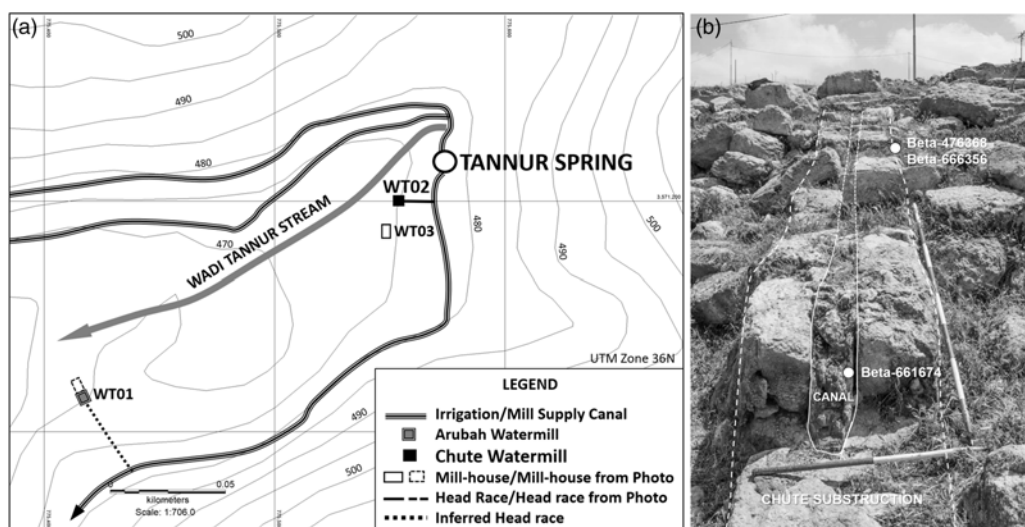 (a)
500
490
480
470
TANNUR SPRING
WT02
WT03
WADI TANNUR STREAM
480
490
500
WT01
490
500
UTM Zone 36N
0
0.05
kilometers
Scale: 1:706.0
LEGEND
Irrigation/Mill Supply Canal
Arubah Watermill
Chute Watermill
Mill-house/Mill-house from Photo
Head Race/Head race from Photo
Inferred Head race
(b)
Beta-476368
Beta-666356
Beta-661674
CANAL
CHUTE SUBSTRUCTION